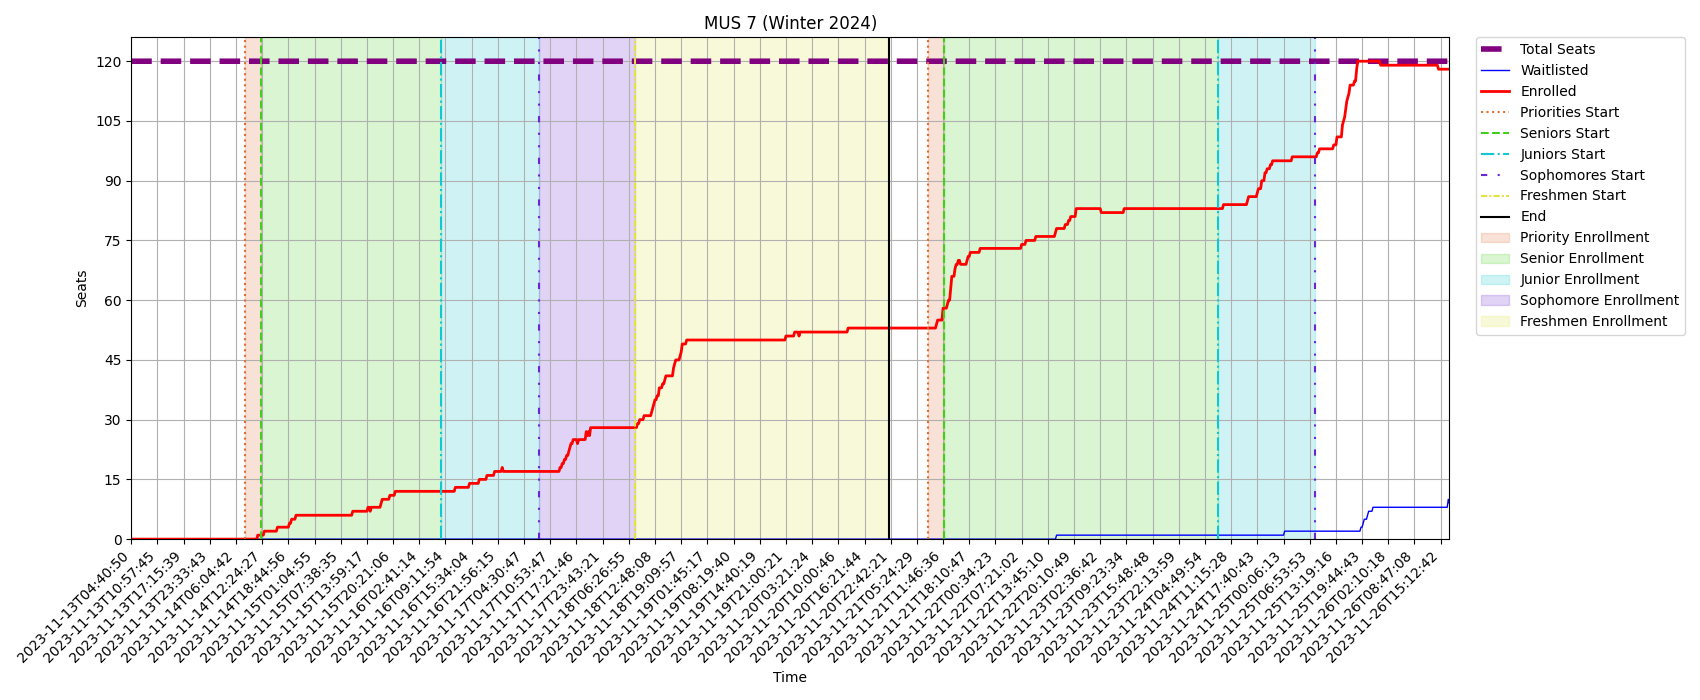 MUS 7 (Winter 2024)
120
105
90
75
60
45
30
15
0
Seats
2023-11-13T04:40:50
2023-11-13T10:57:45
2023-11-13T17:15:39
2023-11-13T23:33:43
2023-11-14T06:04:42
2023-11-14T12:24:27
2023-11-14T18:44:56
2023-11-15T01:04:55
2023-11-15T07:38:35
2023-11-15T13:59:17
2023-11-15T20:21:06
2023-11-16T02:41:14
2023-11-16T09:11:54
2023-11-16T15:34:04
2023-11-16T21:56:15
2023-11-17T04:30:47
2023-11-17T10:53:47
2023-11-17T17:21:46
2023-11-17T23:43:21
2023-11-18T06:26:55
2023-11-18T12:48:08
2023-11-18T19:09:57
2023-11-19T01:45:17
2023-11-19T08:19:40
2023-11-19T14:40:19
2023-11-19T21:00:21
2023-11-20T03:21:24
2023-11-20T10:00:46
2023-11-20T16:21:44
2023-11-20T22:42:21
2023-11-21T05:24:29
2023-11-21T11:46:36
2023-11-21T18:10:47
2023-11-22T00:34:23
2023-11-22T07:21:02
2023-11-22T13:45:10
2023-11-22T20:10:49
2023-11-23T02:36:42
2023-11-23T09:23:34
2023-11-23T15:48:48
2023-11-23T22:13:59
2023-11-24T04:49:54
2023-11-24T11:15:28
2023-11-24T17:40:43
2023-11-25T00:06:13
2023-11-25T06:53:53
2023-11-25T13:19:16
2023-11-25T19:44:43
2023-11-26T02:10:18
2023-11-26T08:47:08
2023-11-26T15:12:42
Time
Total Seats
Waitlisted
Enrolled
Priorities Start
Seniors Start
Juniors Start
Sophomores Start
Freshmen Start
End
Priority Enrollment
Senior Enrollment
Junior Enrollment
Sophomore Enrollment
Freshmen Enrollment